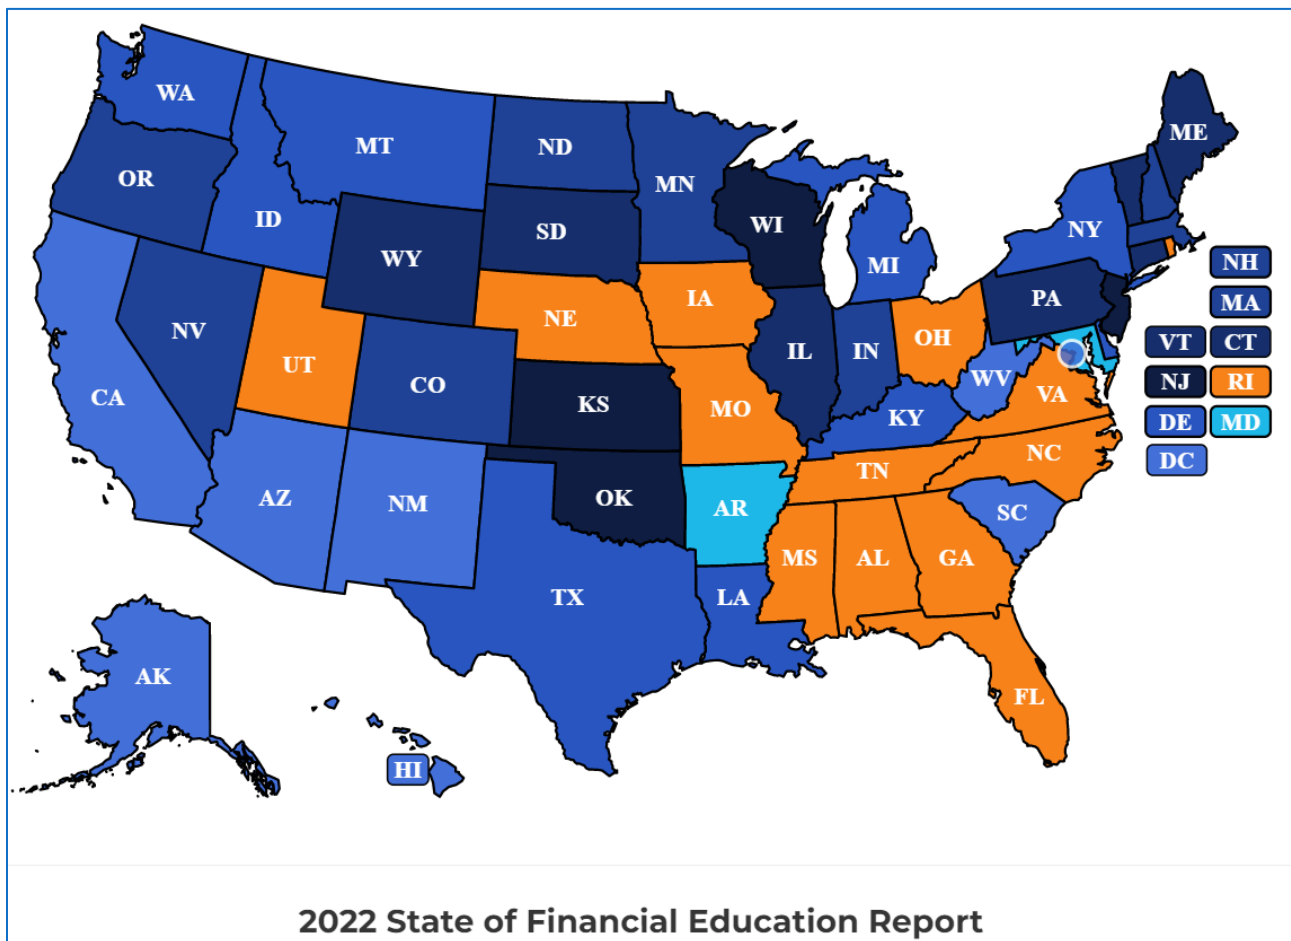 WA
MT
ND
ME
OR
MN
ID
SD
WI
NY
WY
MI
NH
IA
PA
MA
NE
NV
OH
VT
CT
UT
IL
IN
WV
NJ
RI
CO
CA
KS
MO
KY
VA
DE
MD
NC
DC
TN
AZ
NM
OK
AR
SC
MS
AL
GA
TX
LA
AK
FL
HI
2022 State of Financial Education Report